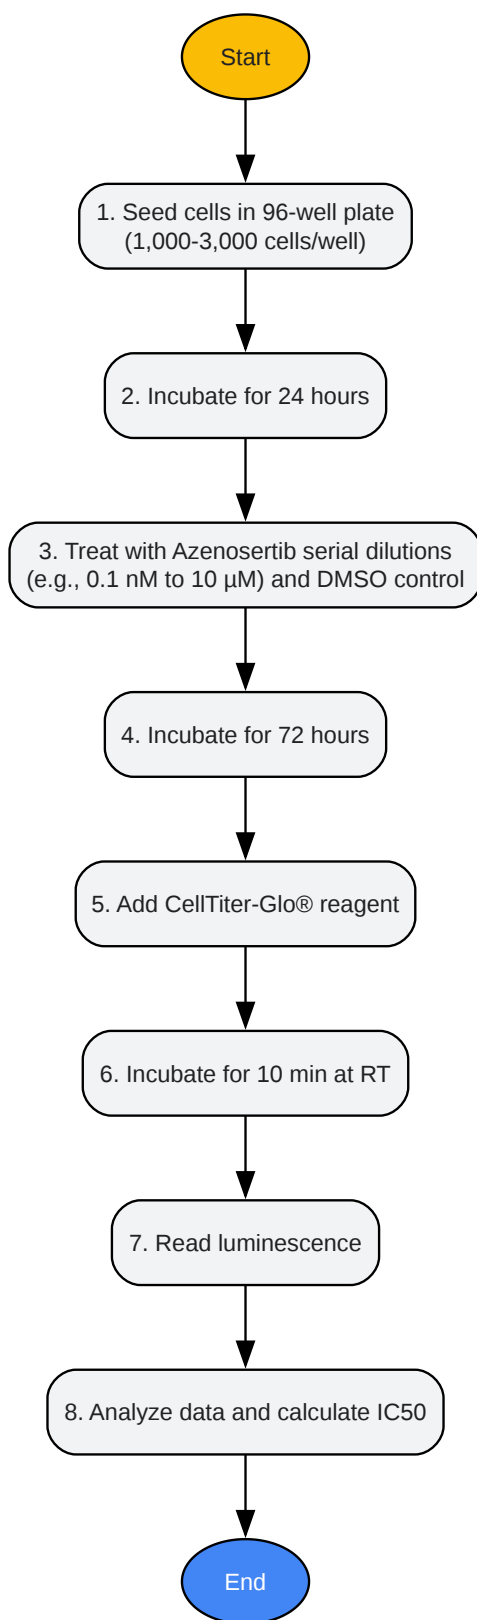 Start
1. Seed cells in 96-well plate
(1,000-3,000 cells/well)
2. Incubate for 24 hours
3. Treat with Azenosertib serial dilutions
(e.g., 0.1 nM to 10 µM) and DMSO control
4. Incubate for 72 hours
5. Add CellTiter-Glo® reagent
6. Incubate for 10 min at RT
7. Read luminescence
8. Analyze data and calculate IC50
End